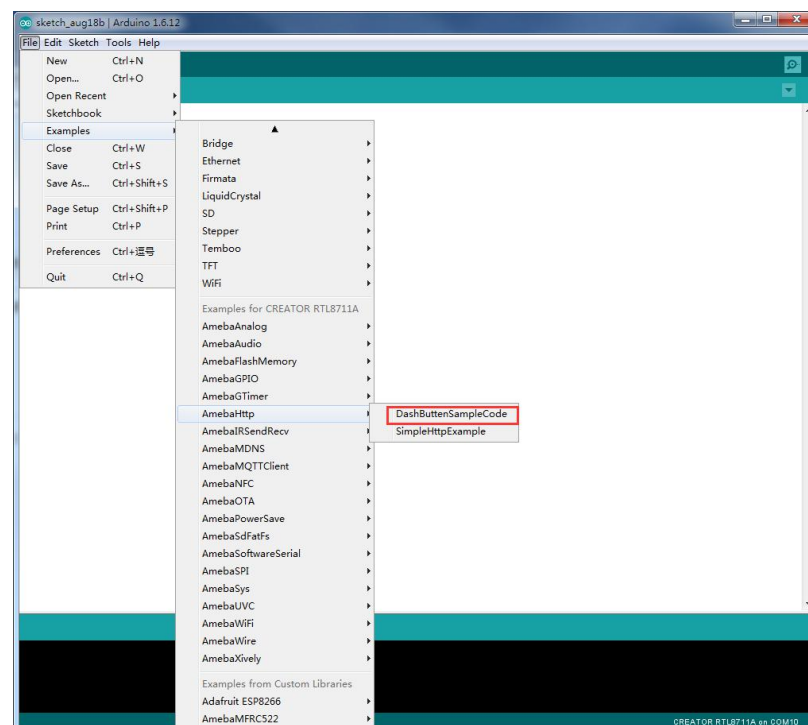 sketch_aug18b | Arduino 1.6.12
File Edit Sketch Tools Help
New Ctrl+N
Open... Ctrl+O
Open Recent
Sketchbook
Examples
Close Ctrl+W
Save Ctrl+S
Save As... Ctrl+Shift+S
Page Setup Ctrl+Shift+P
Print Ctrl+P
Preferences Ctrl+逗号
Quit Ctrl+Q
Bridge
Ethernet
Firmata
LiquidCrystal
SD
Stepper
Temboo
TFT
WiFi
Examples for CREATOR RTL8711A
AmebaAnalog
AmebaAudio
AmebaFlashMemory
AmebaGPIO
AmebaGTimer
AmebaHttp
AmebaIRSendRecv
AmebaMDNS
AmebaMQTTClient
AmebaNFC
AmebaOTA
AmebaPowerSave
AmebaSdFatFs
AmebaSoftwareSerial
AmebaSPI
AmebaSys
AmebaUVC
AmebaWiFi
AmebaWire
AmebaXively
Examples from Custom Libraries
Adafruit ESP8266
AmebaMFRC522
DashButtenSampleCode
SimpleHttpExample
CREATOR RTL8711A on COM10